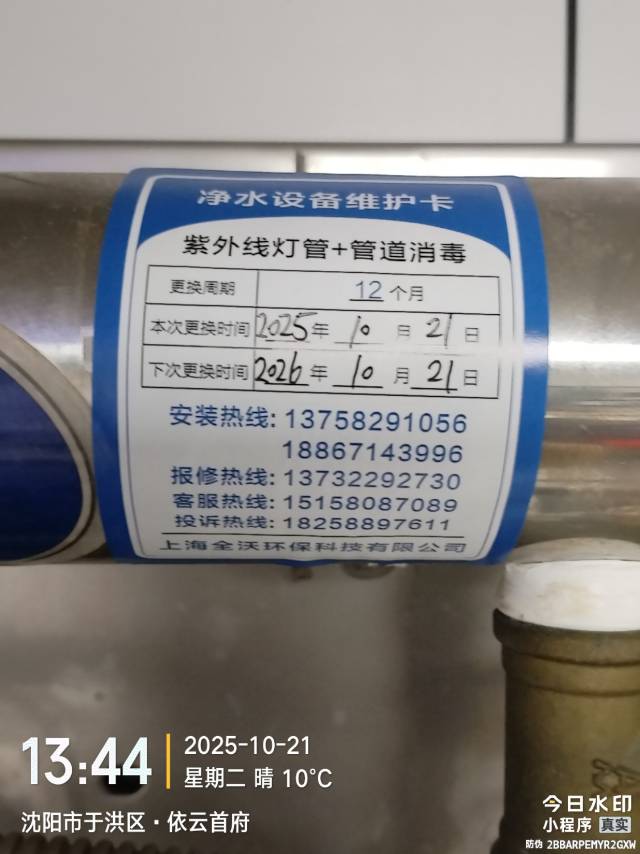 净水设备维护卡
紫外线灯管+管道消毒
更换周期 12个月
本次更换时间 2025年 10月 21日
下次更换时间 2026年 10月 21日
安装热线: 13758291056
18867143996
报修热线: 13732292730
客服热线: 15158087089
投诉热线: 18258897611
上海全沃环保科技有限公司
13:44
2025-10-21
星期二 晴 10℃
沈阳市于洪区·依云首府
今日水印
小程序 真实
防伪 2BBARPEMYR2GXW